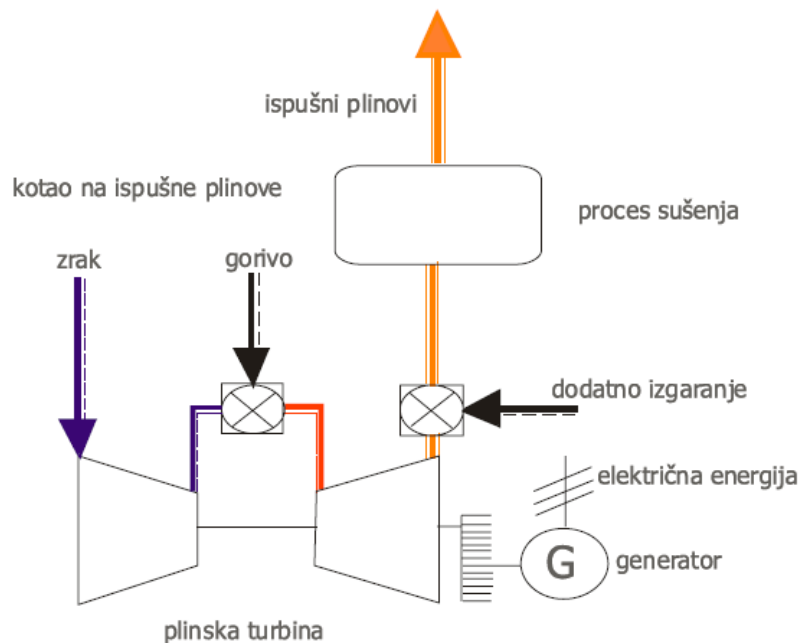 ispušni plinovi
kotao na ispušne plinove
proces sušenja
zrak
gorivo
dodatno izgaranje
električna energija
G
generator
plinska turbina